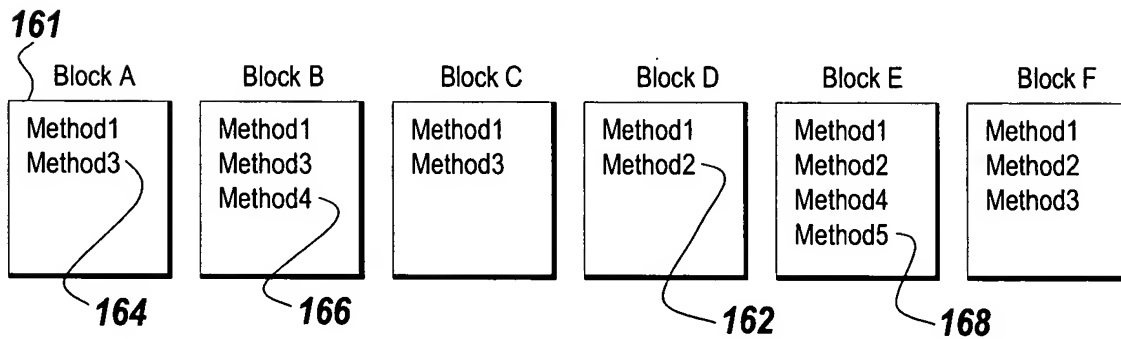 161
Block A
Method1
Method3
164
Block B
Method1
Method3
Method4
166
Block C
Method1
Method3
Block D
Method1
Method2
162
Block E
Method1
Method2
Method4
Method5
168
Block F
Method1
Method2
Method3